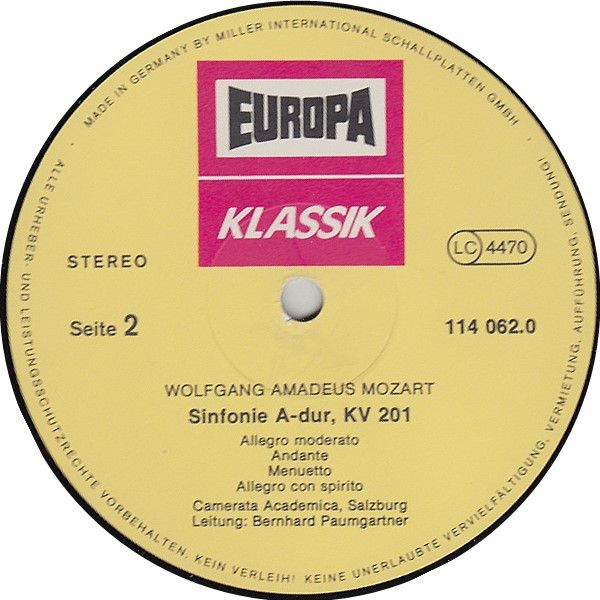 MADE IN GERMANY BY MILLER INTERNATIONAL SCHALLPLATTEN GMBH
EUROPA
KLASSIK
STEREO
LC 4470
Seite 2
114 062.0
WOLFGANG AMADEUS MOZART
Sinfonie A-dur, KV 201
Allegro moderato
Andante
Menuetto
Allegro con spirito
Camerata Academica, Salzburg
Leitung: Bernhard Paumgartner
ALLE URHEBER- UND LEISTUNGSSCHUTZRECHTE VORBEHALTEN. KEIN VERLEIH! KEINE UNERLAUBTE VERVIELFÄLTIGUNG, VERMIETUNG, AUFFÜHRUNG, SENDUNG!